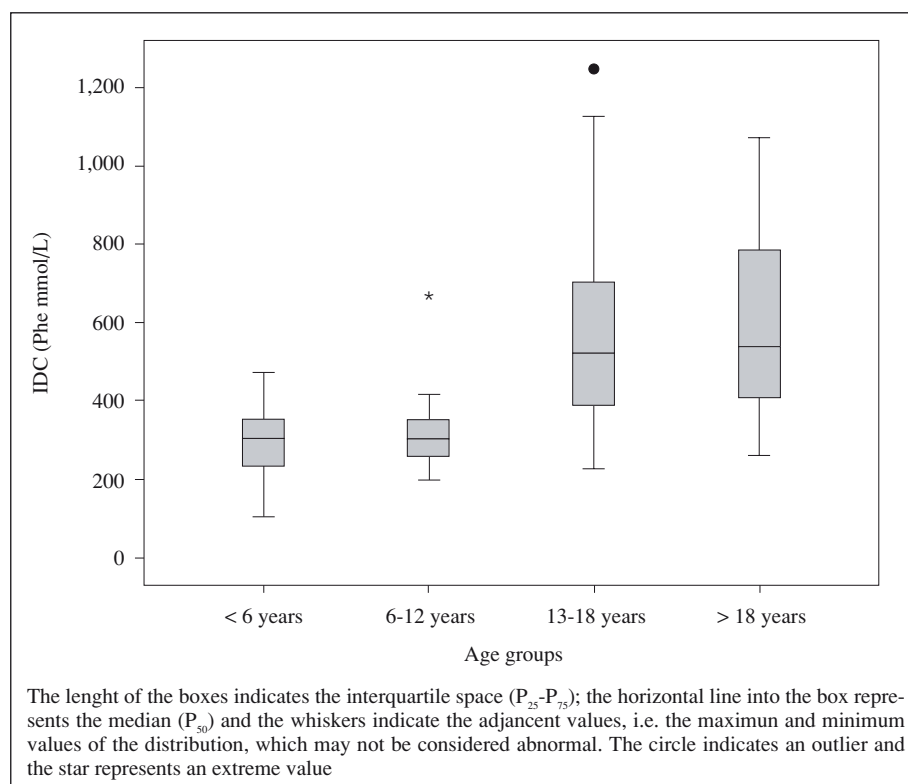 1,200
1,000
800
600
400
200
0
IDC (Phe mmol/L)
< 6 years 6-12 years 13-18 years > 18 years
Age groups
The lenght of the boxes indicates the interquartile space (P₂₅-P₇₅); the horizontal line into the box repre-
sents the median (P₅₀) and the whiskers indicate the adjancent values, i.e. the maximun and minimum
values of the distribution, which may not be considered abnormal. The circle indicates an outlier and
the star represents an extreme value